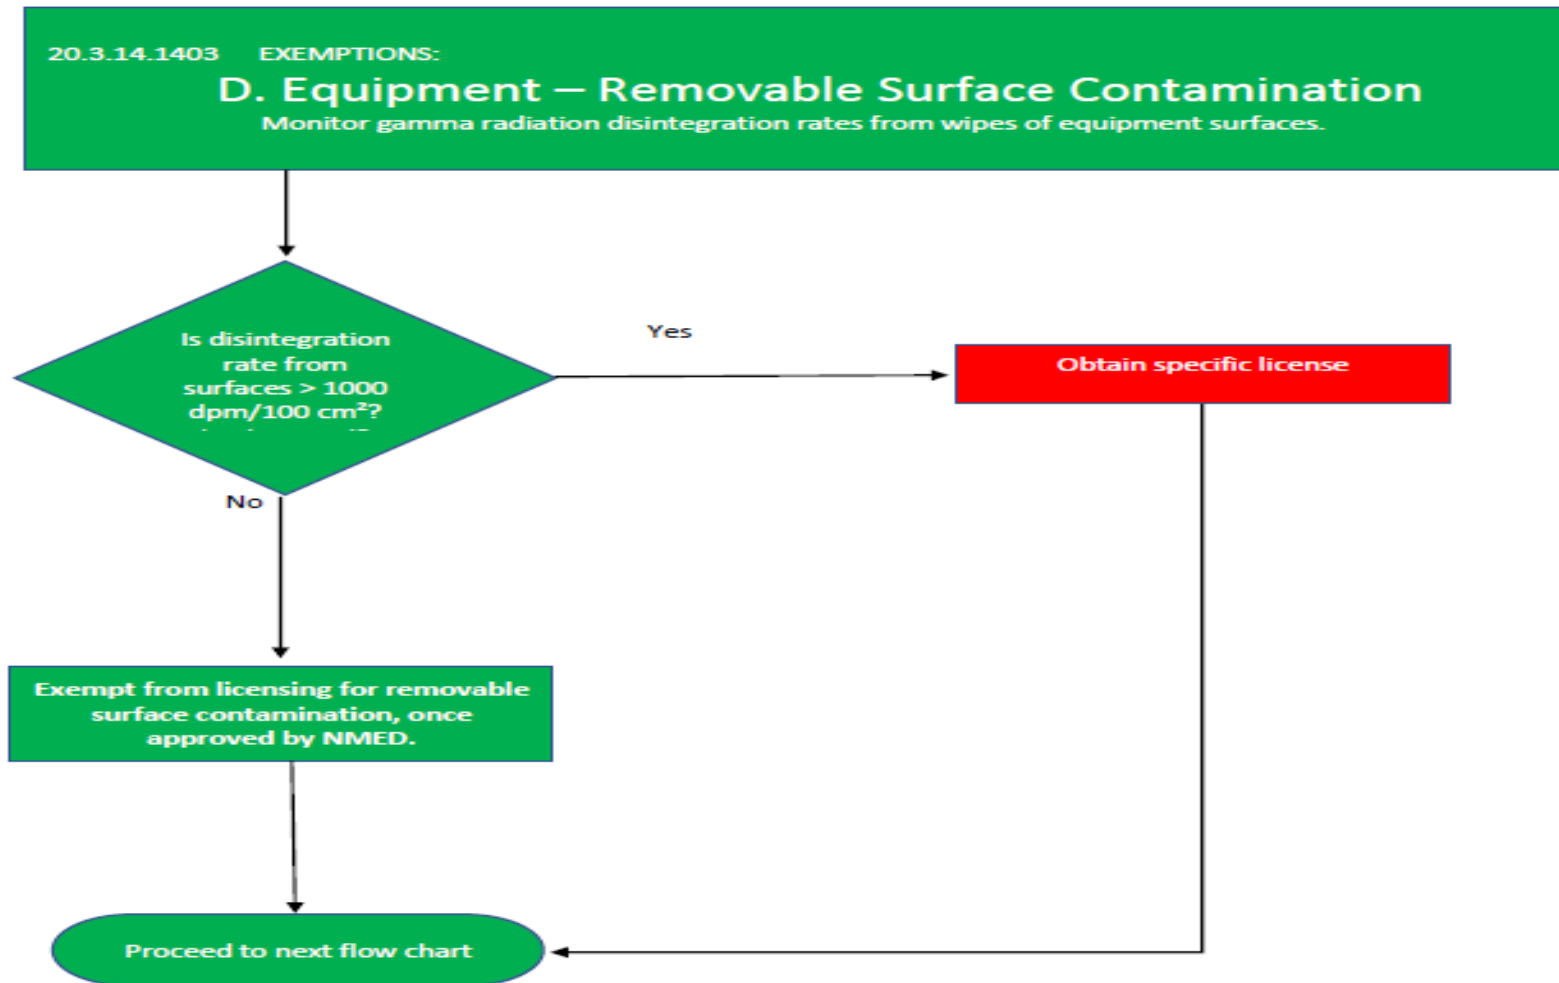 20.3.14.1403 EXEMPTIONS:
D. Equipment – Removable Surface Contamination
Monitor gamma radiation disintegration rates from wipes of equipment surfaces.
Is disintegration
rate from
surfaces > 1000
dpm/100 cm²?
Yes
Obtain specific license
No
Exempt from licensing for removable
surface contamination, once
approved by NMED.
Proceed to next flow chart